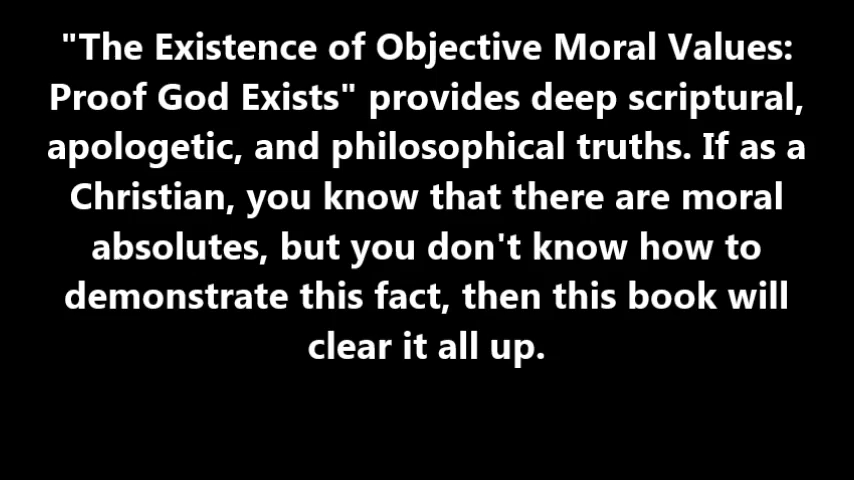 "The Existence of Objective Moral Values:
Proof God Exists" provides deep scriptural,
apologetic, and philosophical truths. If as a
Christian, you know that there are moral
absolutes, but you don't know how to
demonstrate this fact, then this book will
clear it all up.